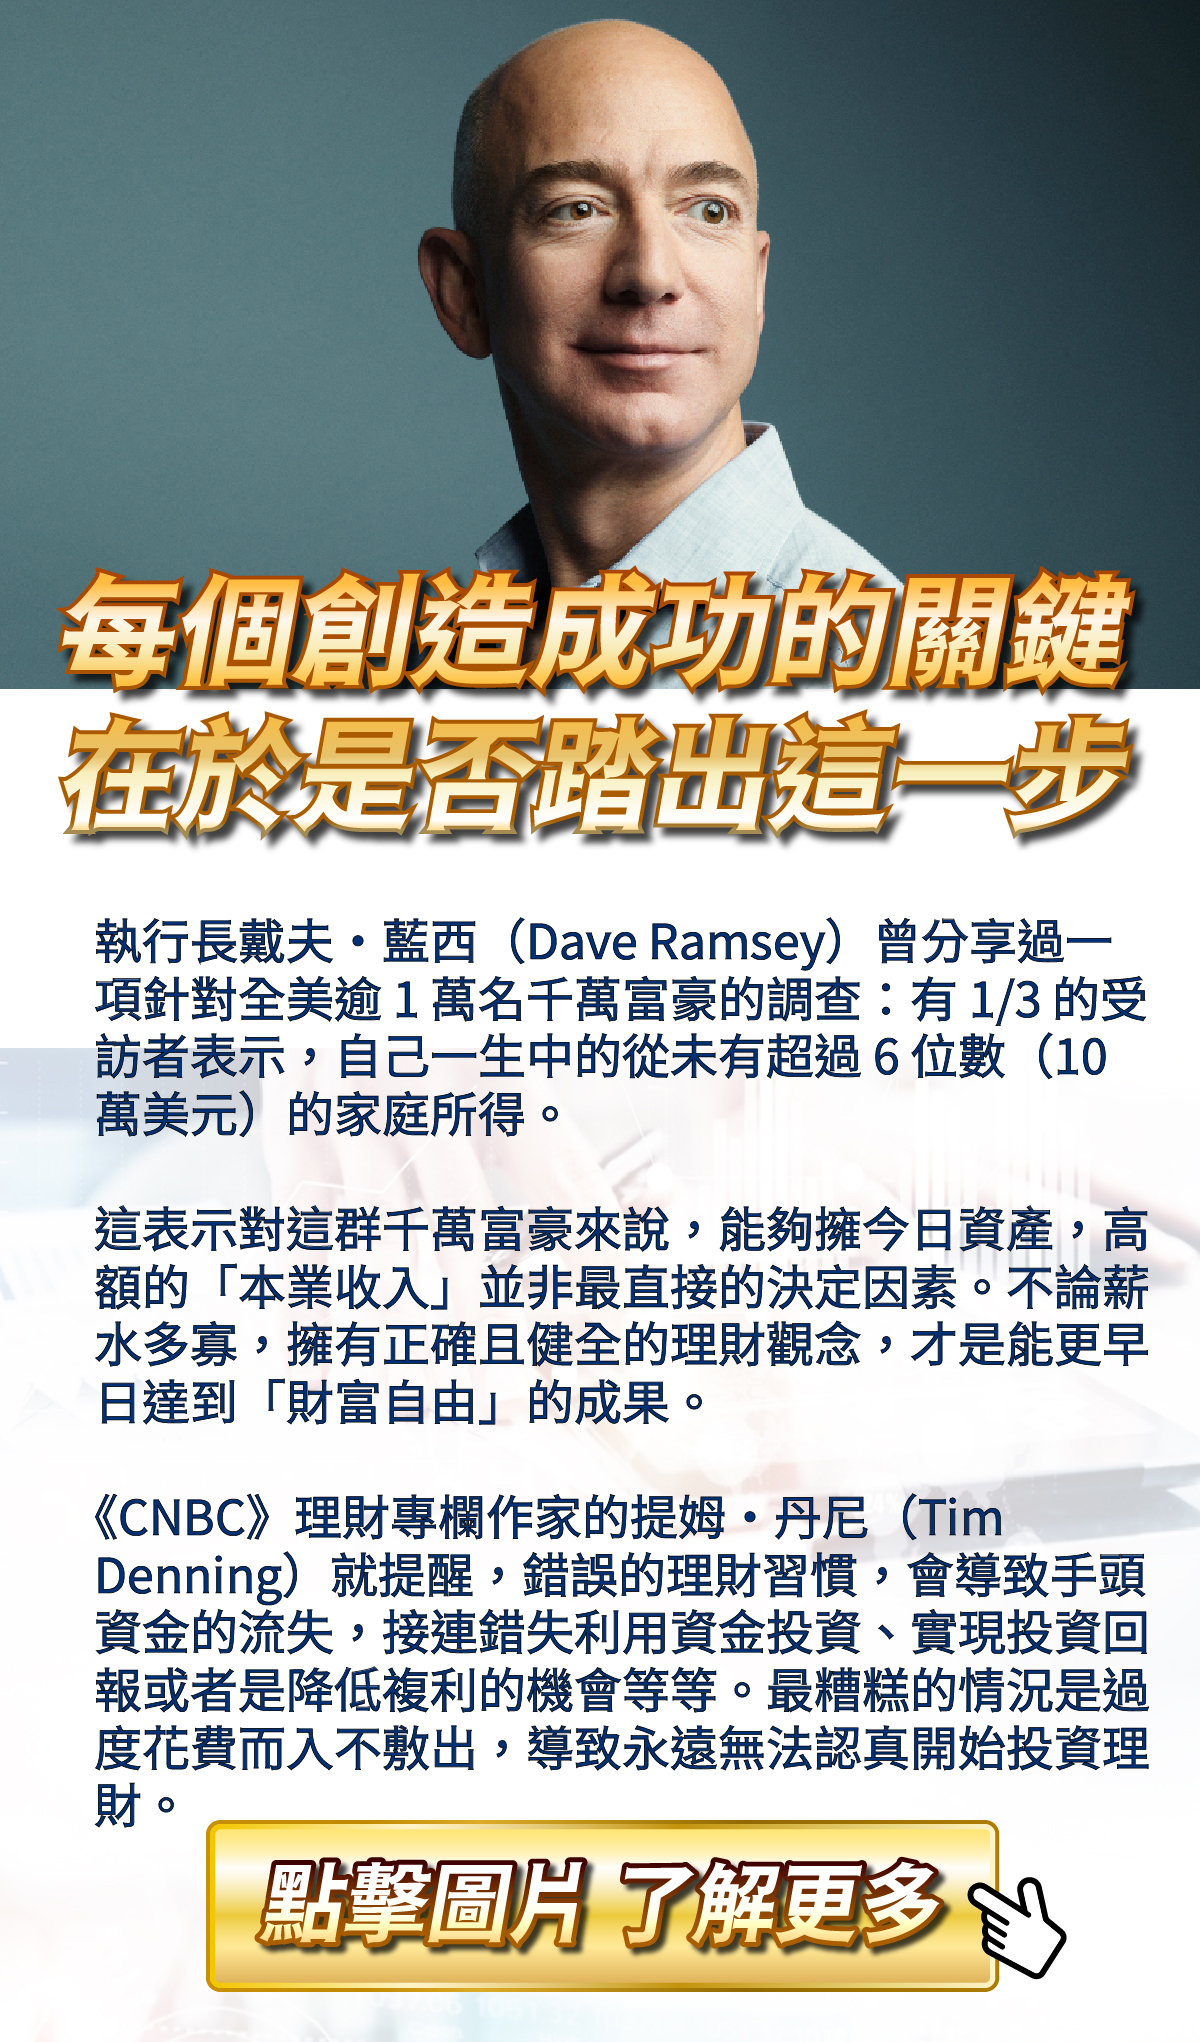 每個創造成功的關鍵
在於是否踏出這一步
執行長戴夫·藍西（Dave Ramsey）曾分享過一
項針對全美逾 1 萬名千萬富豪的調查：有 1/3 的受
訪者表示，自己一生中的從未有超過 6 位數（10
萬美元）的家庭所得。
這表示對這群千萬富豪來說，能夠擁今日資產，高
額的「本業收入」並非最直接的決定因素。不論薪
水多寡，擁有正確且健全的理財觀念，才是能更早
日達到「財富自由」的成果。
《CNBC》理財專欄作家的提姆·丹尼（Tim
Denning）就提醒，錯誤的理財習慣，會導致手頭
資金的流失，接連錯失利用資金投資、實現投資回
報或者是降低複利的機會等等。最糟糕的情況是過
度花費而入不敷出，導致永遠無法認真開始投資理
財。
點擊圖片 了解更多